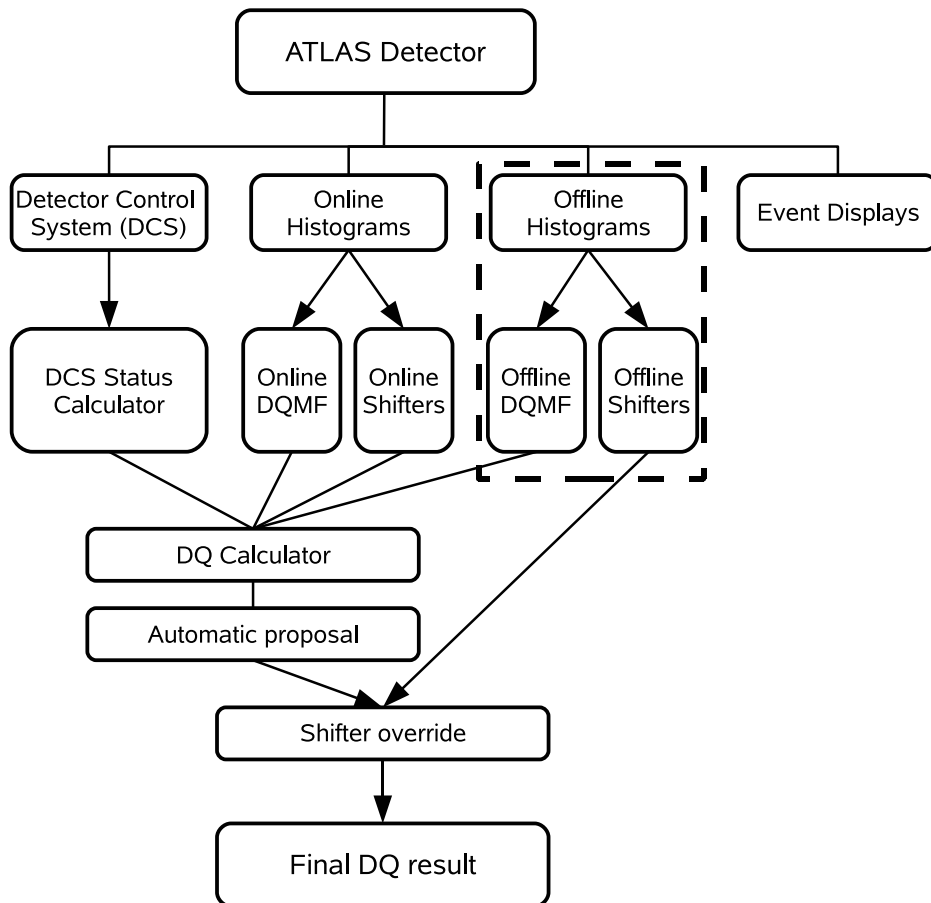 ATLAS Detector
Detector Control
System (DCS)
Online
Histograms
Offline
Histograms
Event Displays
DCS Status
Calculator
Online
DQMF
Online
Shifters
Offline
DQMF
Offline
Shifters
DQ Calculator
Automatic proposal
Shifter override
Final DQ result